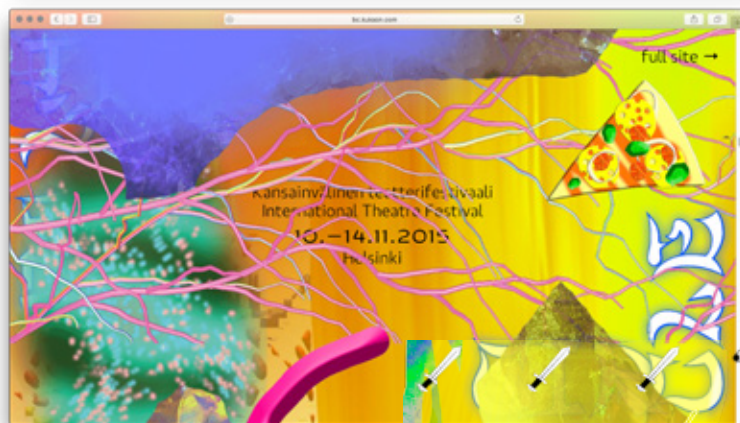 full site →
Kansainvälinen teatterifestivaali
International Theatre Festival
10.–14.11.2015
Helsinki